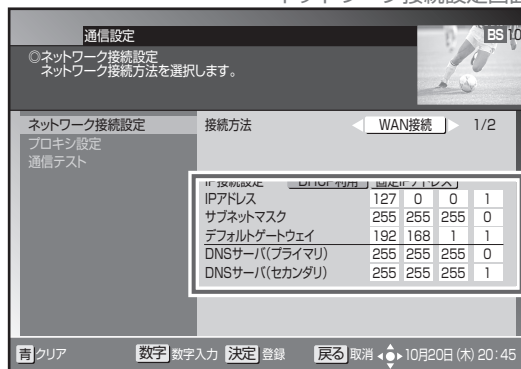 通信設定
BS 10
◎ネットワーク接続設定
ネットワーク接続方法を選択します。
ネットワーク接続設定
接続方法
WAN接続
1/2
プロキシ設定
通信テスト
IP接続設定 DHCP利用 固定IPアドレス
IPアドレス 127 0 0 1
サブネットマスク 255 255 255 0
デフォルトゲートウェイ 192 168 1 1
DNSサーバ(プライマリ) 255 255 255 0
DNSサーバ(セカンダリ) 255 255 255 1
青 クリア 数字 数字入力 決定 登録 戻る 取消 10月20日(木) 20:45